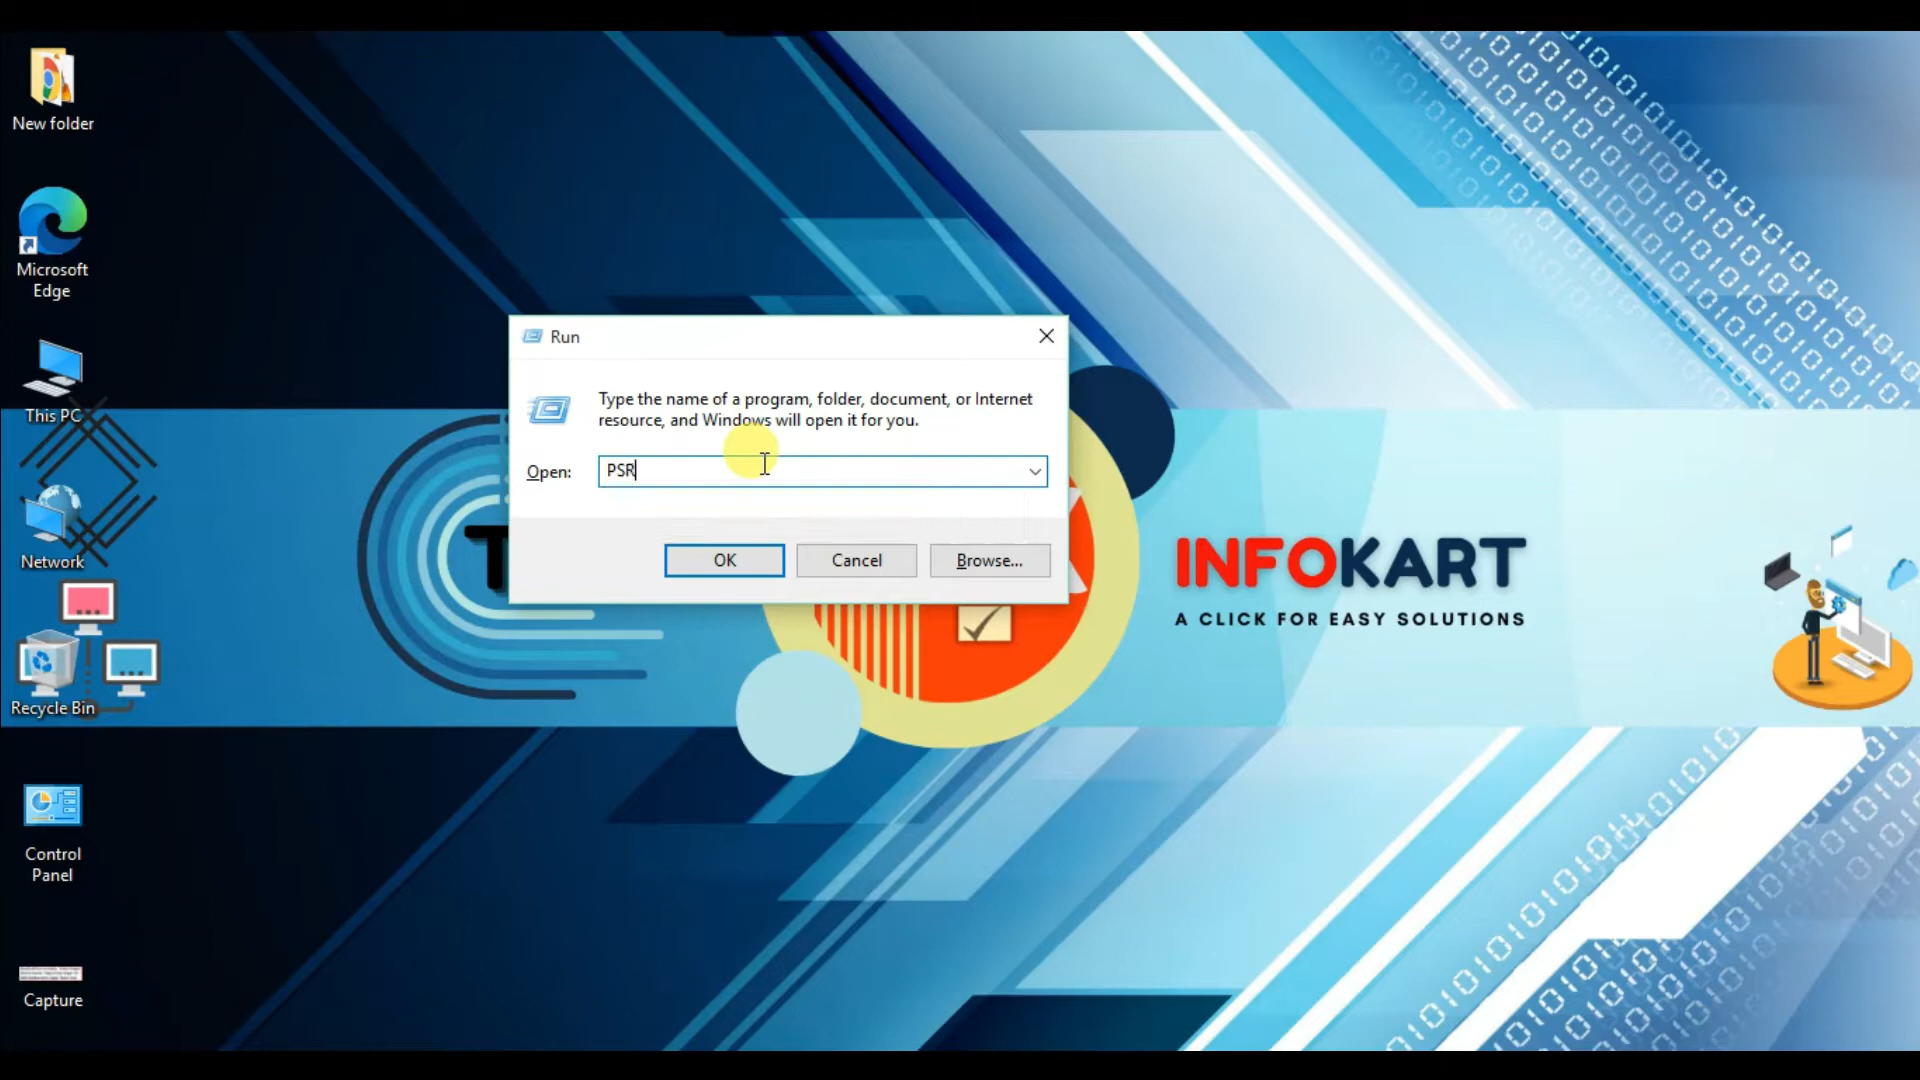 New folder
Microsoft
Edge
This PC
Network
Recycle Bin
Control
Panel
Capture
Run
Type the name of a program, folder, document, or Internet
resource, and Windows will open it for you.
Open: PSR
OK Cancel Browse...
T
INFOKART
A CLICK FOR EASY SOLUTIONS